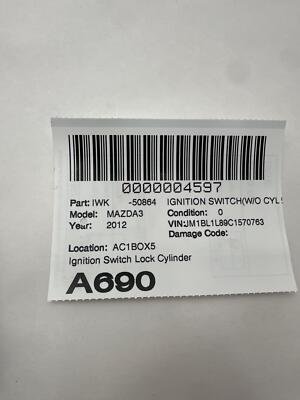 0000004597
Part: IWK -50864 IGNITION SWITCH(W/O CYL
Model: MAZDA3 Condition: 0
Year: 2012 VIN:JM1BL1L89C1570763
Damage Code:
Location: AC1BOX5
Ignition Switch Lock Cylinder
A690